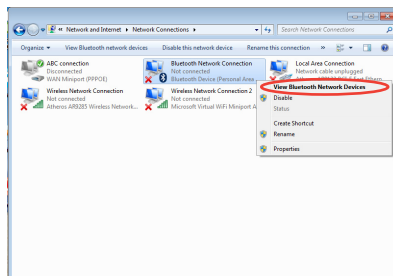 « Network and Internet ▸ Network Connections ▸
Search Network Connections
Organize View Bluetooth network devices Disable this network device Rename this connection »
ABC connection
Disconnected
WAN Miniport (PPPOE)
Bluetooth Network Connection
Not connected
Bluetooth Device (Personal Area ...
Local Area Connection
Network cable unplugged
Wireless Network Connection
Not connected
Atheros AR9285 Wireless Network...
Wireless Network Connection 2
Not connected
Microsoft Virtual WiFi Miniport A
View Bluetooth Network Devices
Disable
Status
Create Shortcut
Rename
Properties